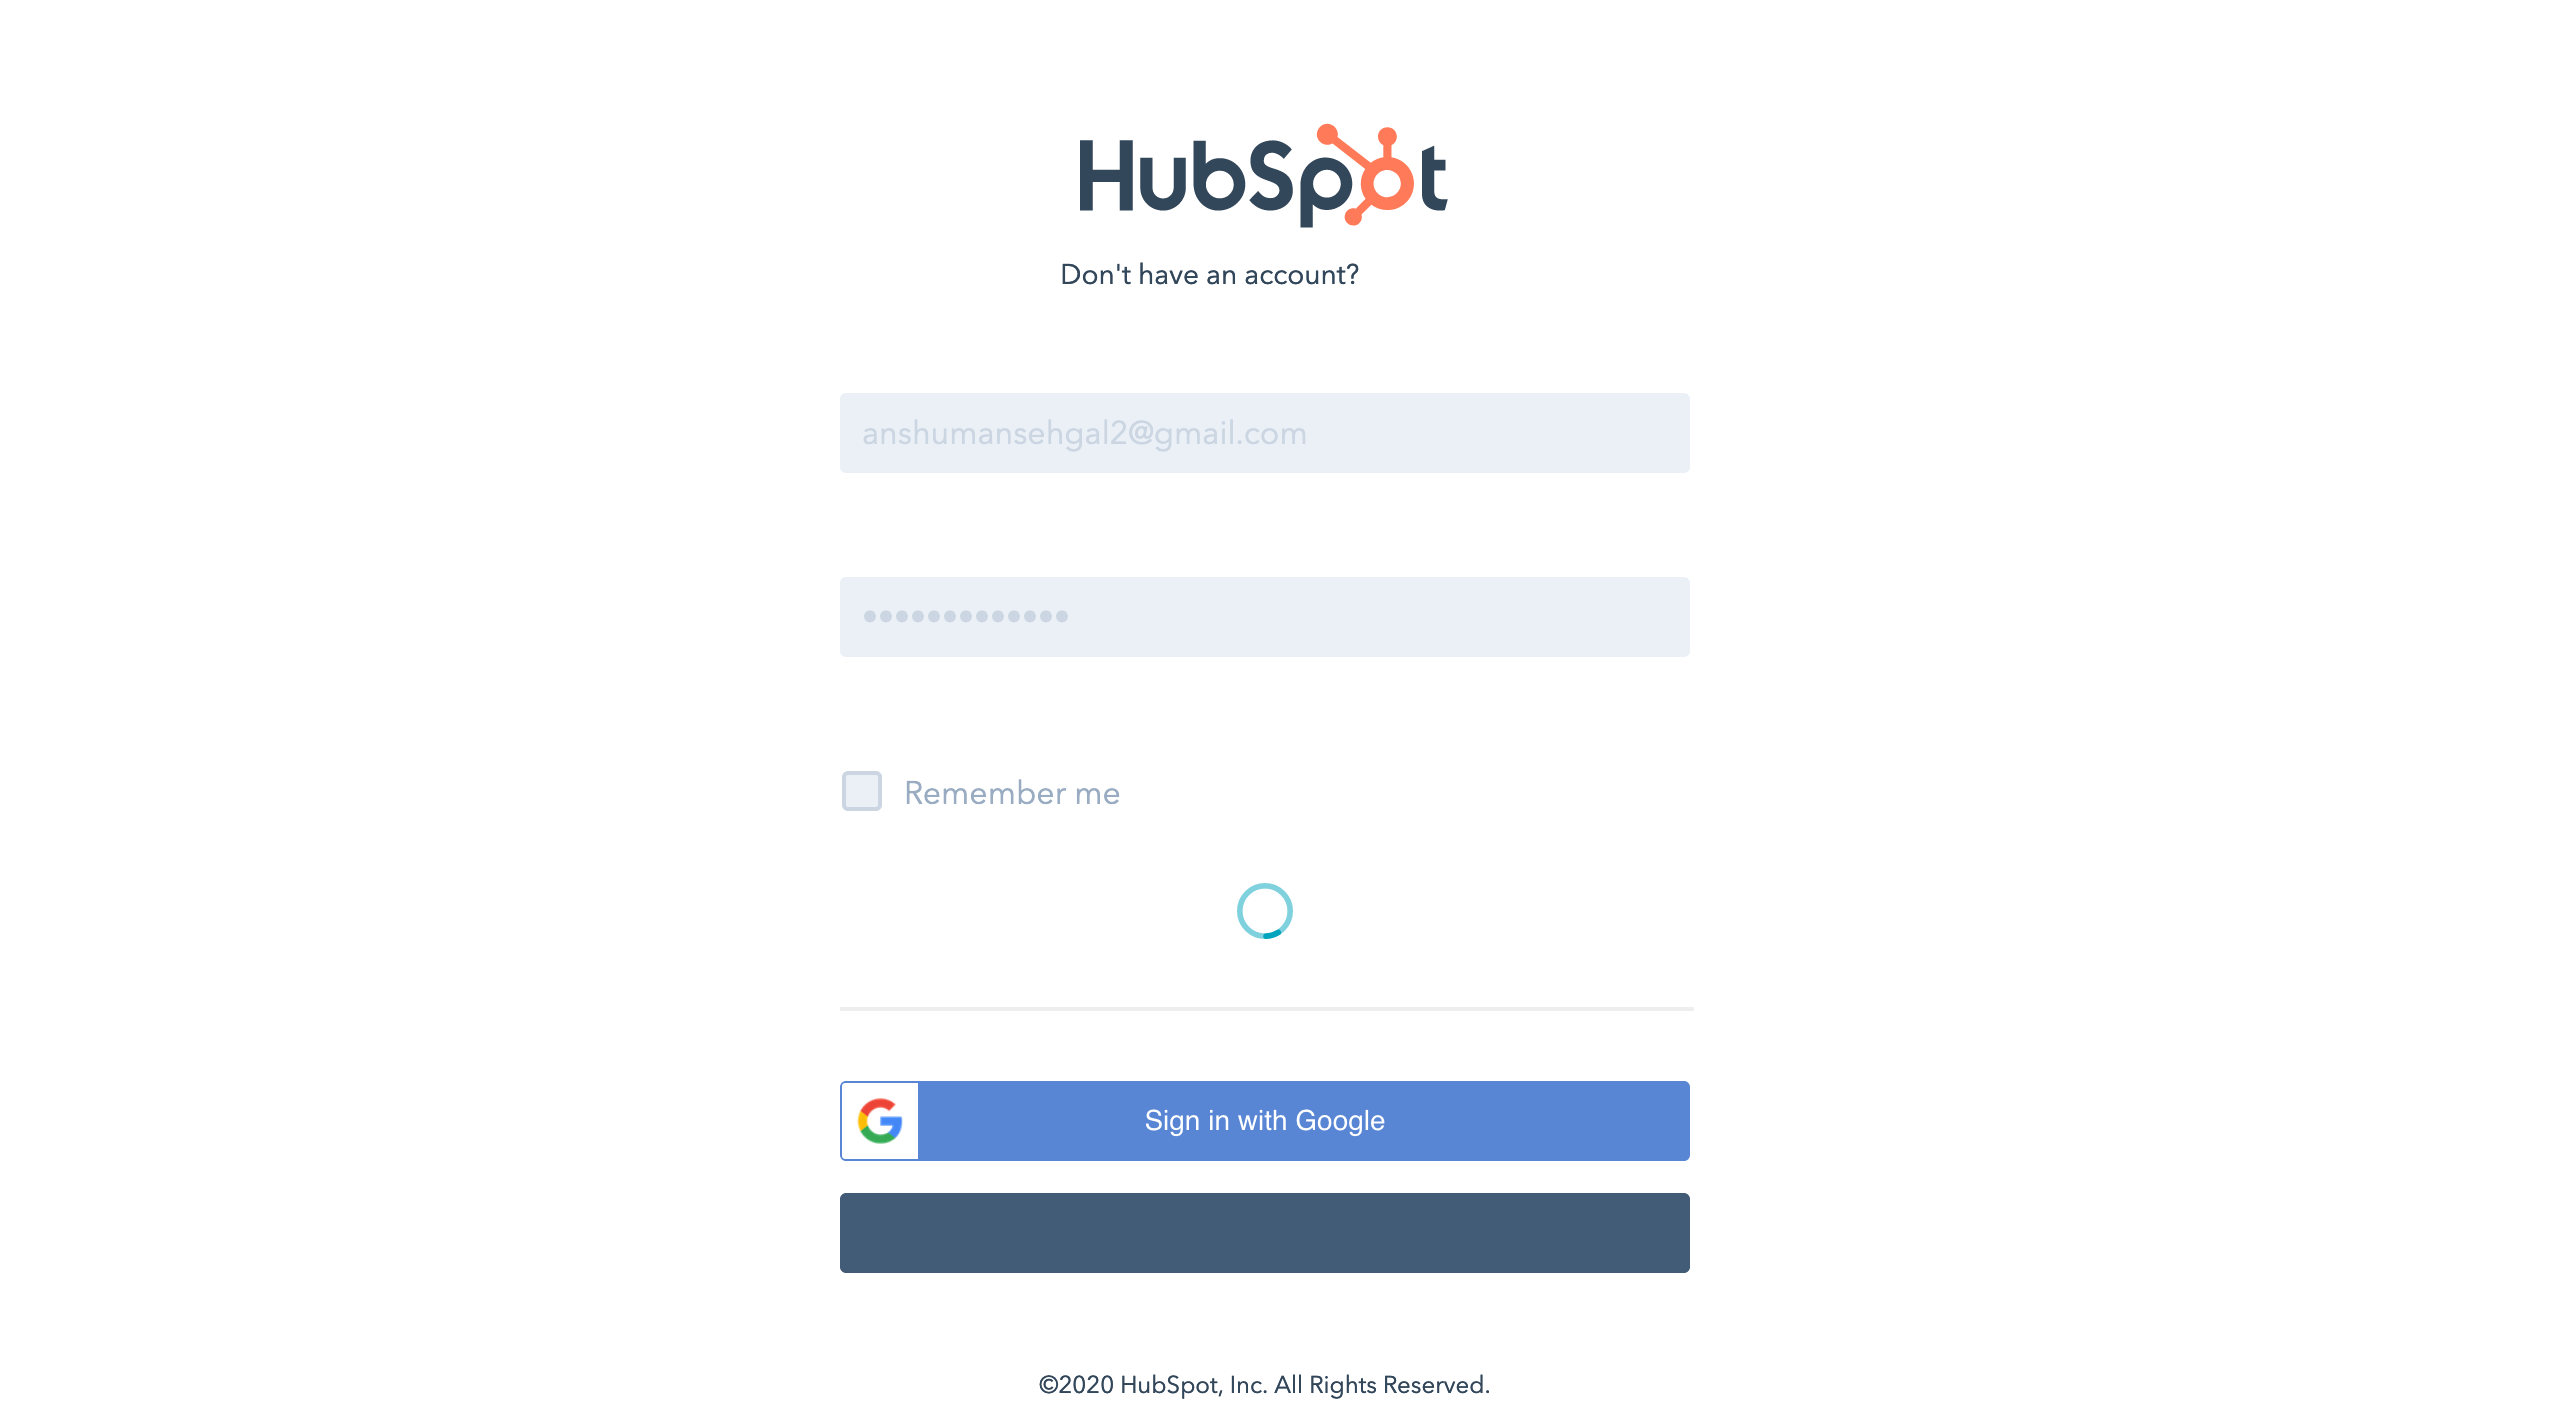 HubSpot
Don't have an account?
anshumansehgal2@gmail.com
Remember me
Sign in with Google
©2020 HubSpot, Inc. All Rights Reserved.